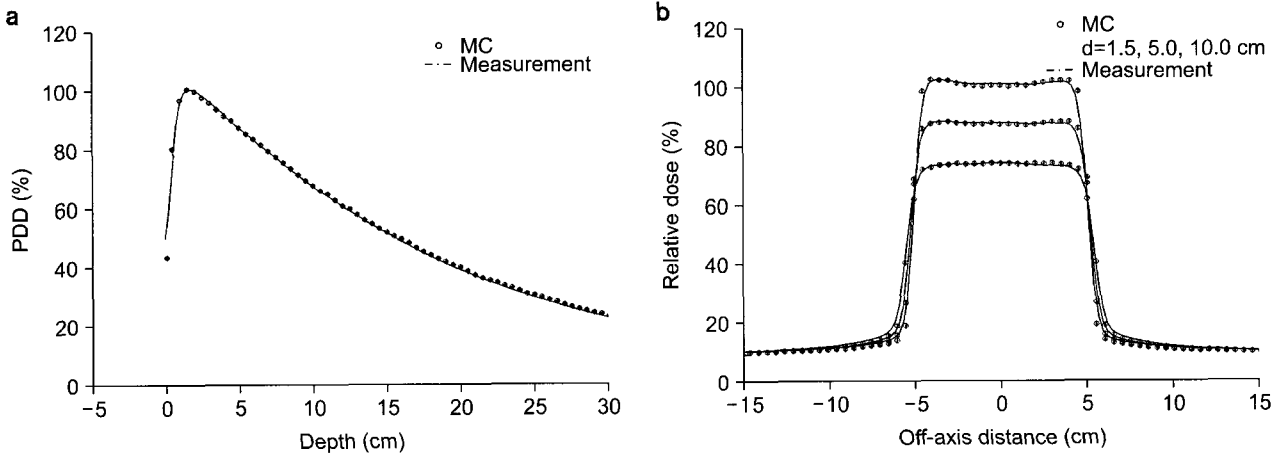 a
120
100
80
60
40
20
0
PDD (%)
−5 0 5 10 15 20 25 30
Depth (cm)
MC
Measurement
b
120
100
80
60
40
20
0
Relative dose (%)
−15 −10 −5 0 5 10 15
Off-axis distance (cm)
MC
d=1.5, 5.0, 10.0 cm
Measurement